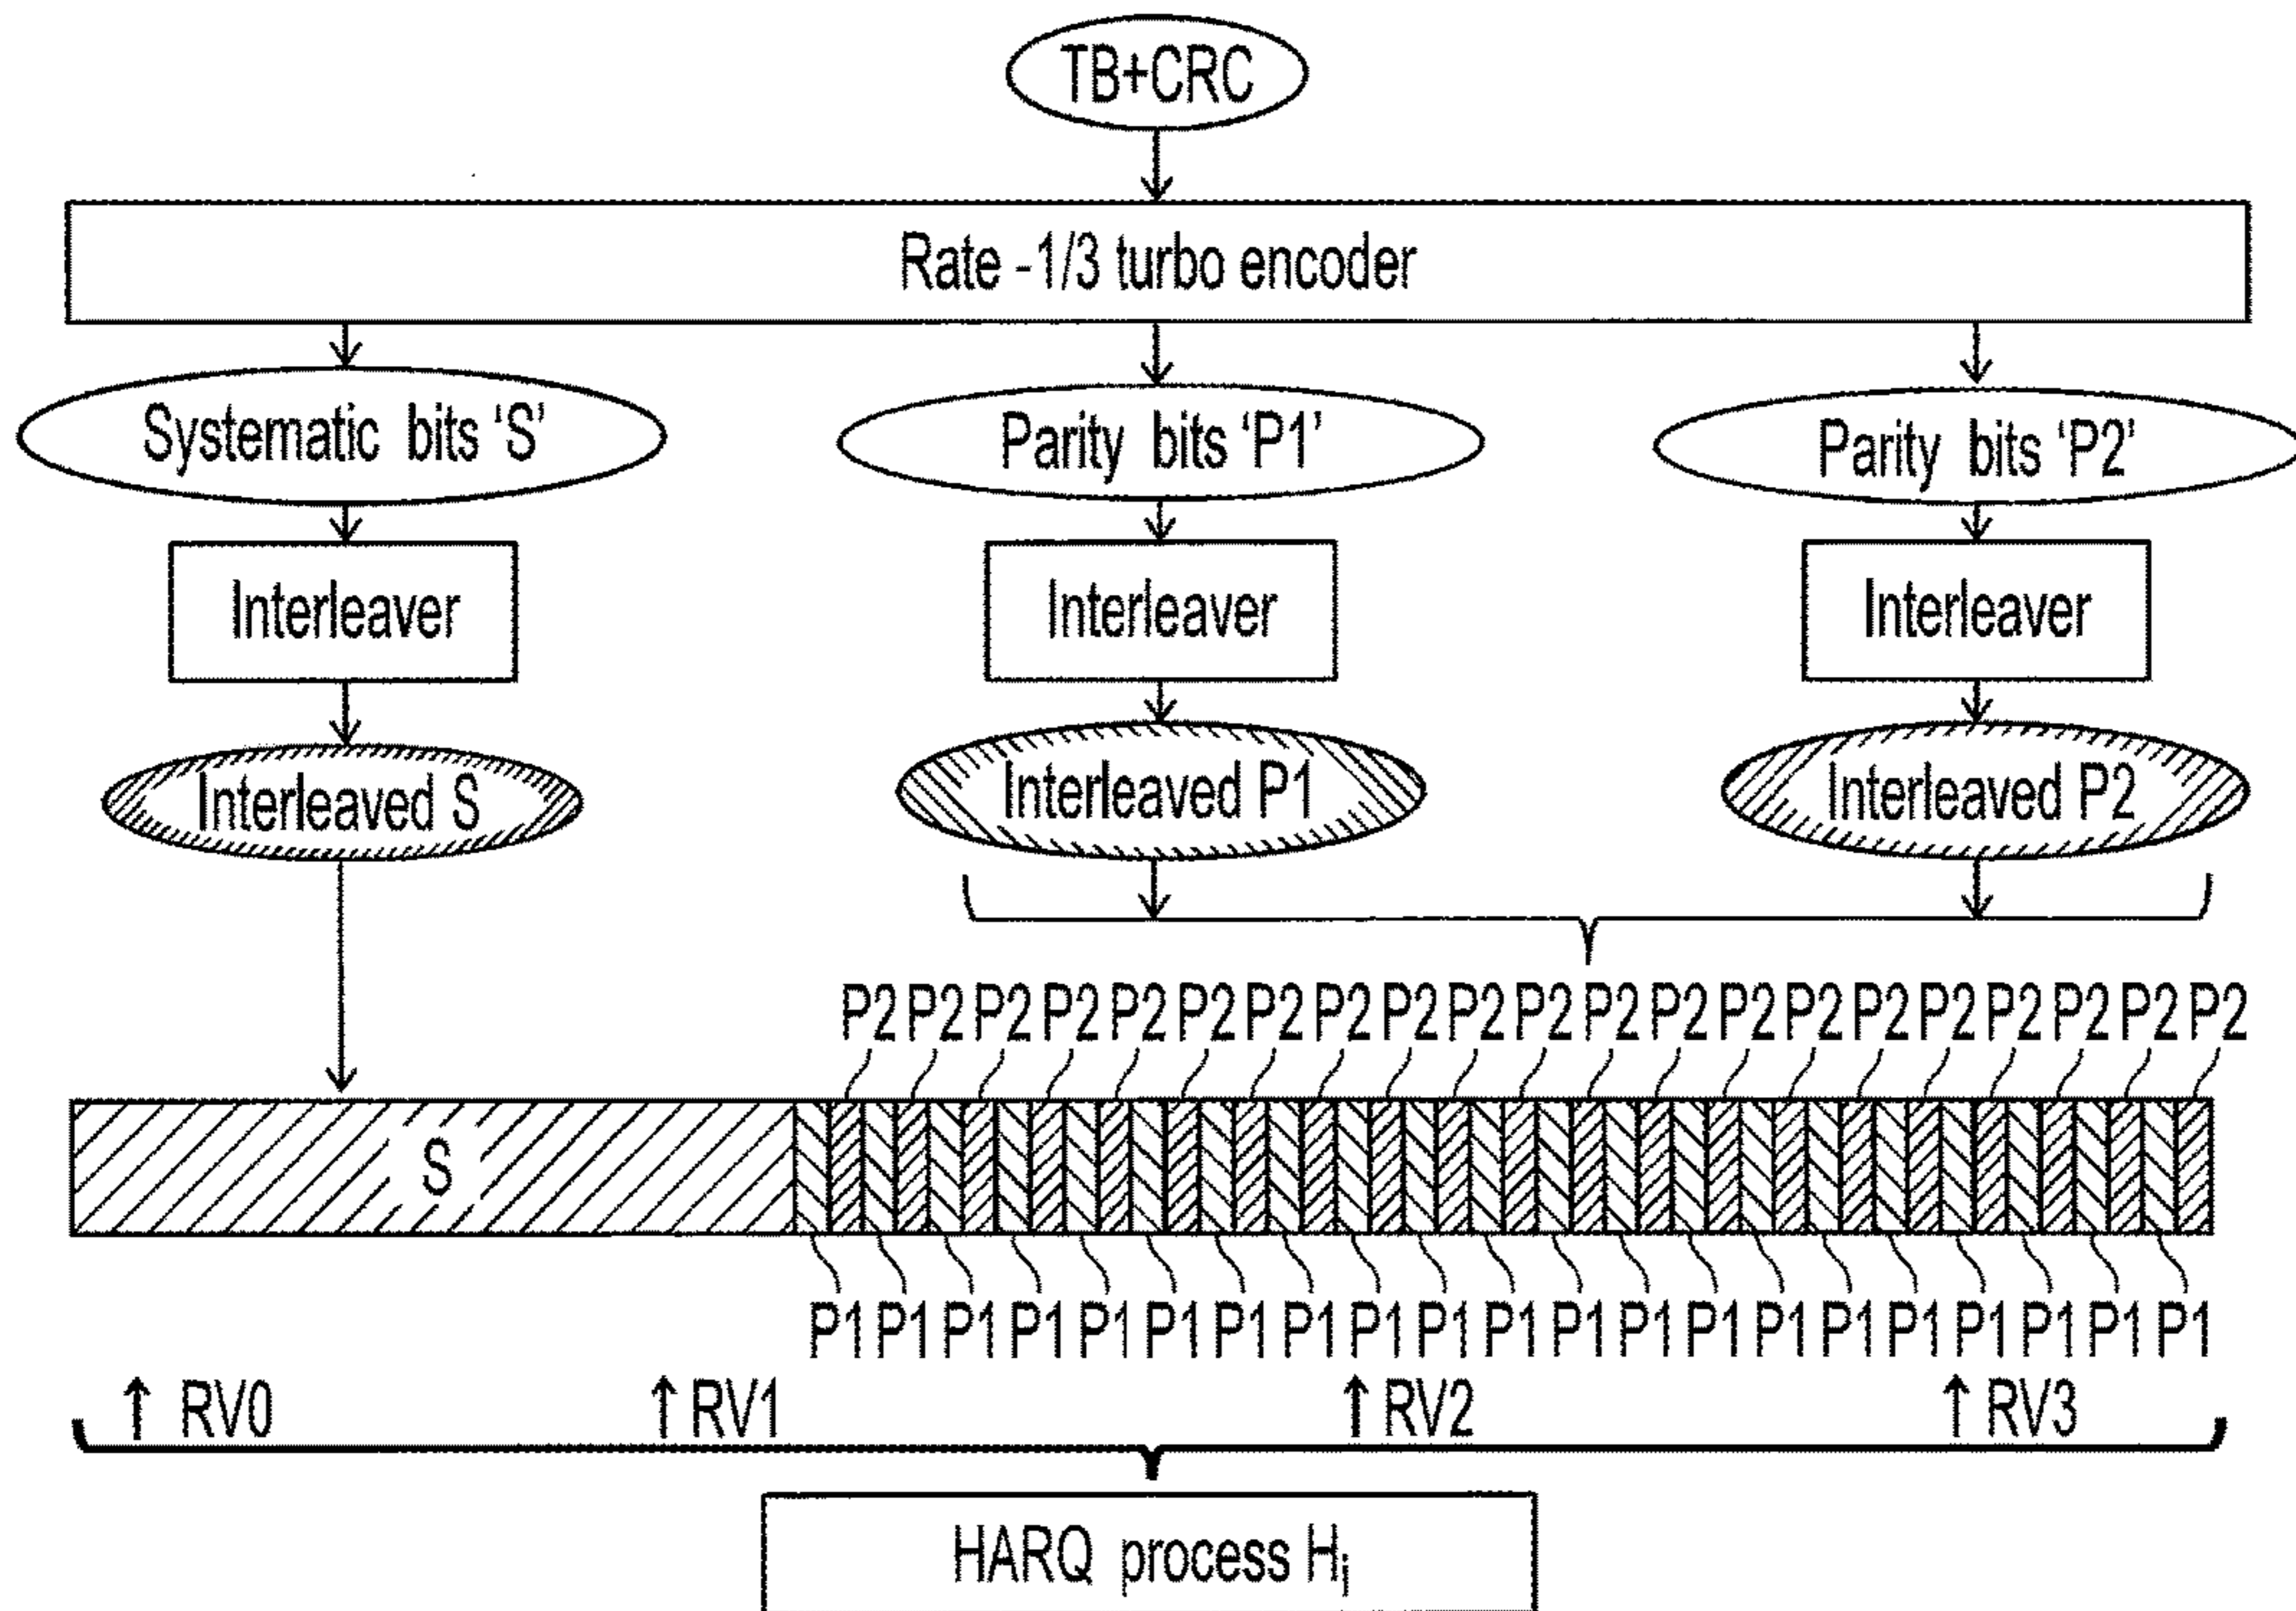 TB+CRC
Rate -1/3 turbo encoder
Systematic bits ‘S’ Parity bits ‘P1’ Parity bits ‘P2’
Interleaver Interleaver Interleaver
Interleaved S Interleaved P1 Interleaved P2
P2 P2 P2 P2 P2 P2 P2 P2 P2 P2 P2 P2 P2 P2 P2 P2 P2 P2 P2 P2 P2
S
P1 P1 P1 P1 P1 P1 P1 P1 P1 P1 P1 P1 P1 P1 P1 P1 P1 P1 P1 P1 P1
↑ RV0 ↑ RV1 ↑ RV2 ↑ RV3
HARQ process Hi